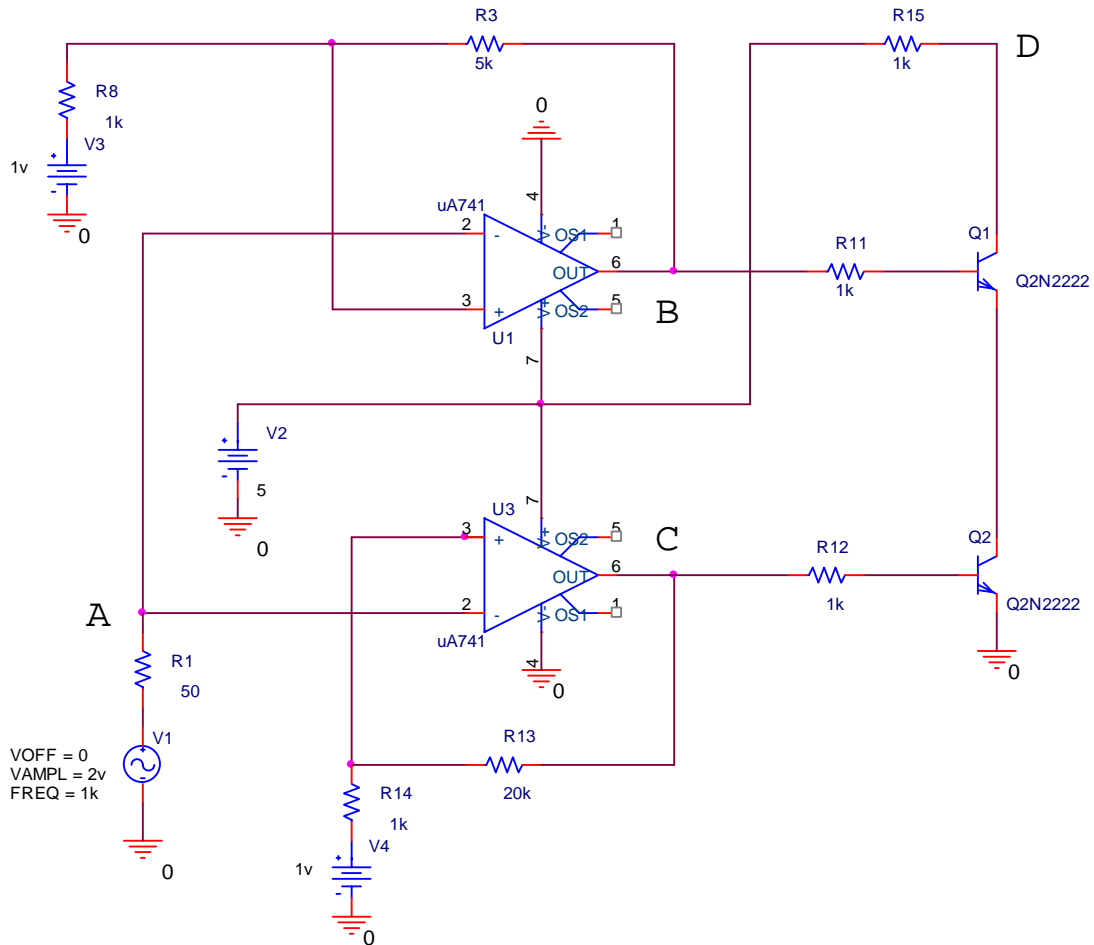 R3
5k
R15
1k
D
R8
1k
V3
1v
0
0
uA741
2
-
3
+
4
V-
OS1
1
OUT
6
OS2
5
V+
U1
7
B
R11
1k
Q1
Q2N2222
V2
5
0
7
U3
3
+
2
-
uA741
V+
OS2
5
OUT
6
OS1
1
V-
4
0
C
R12
1k
Q2
Q2N2222
0
A
R1
50
V1
VOFF = 0
VAMPL = 2v
FREQ = 1k
0
R13
20k
R14
1k
V4
1v
0